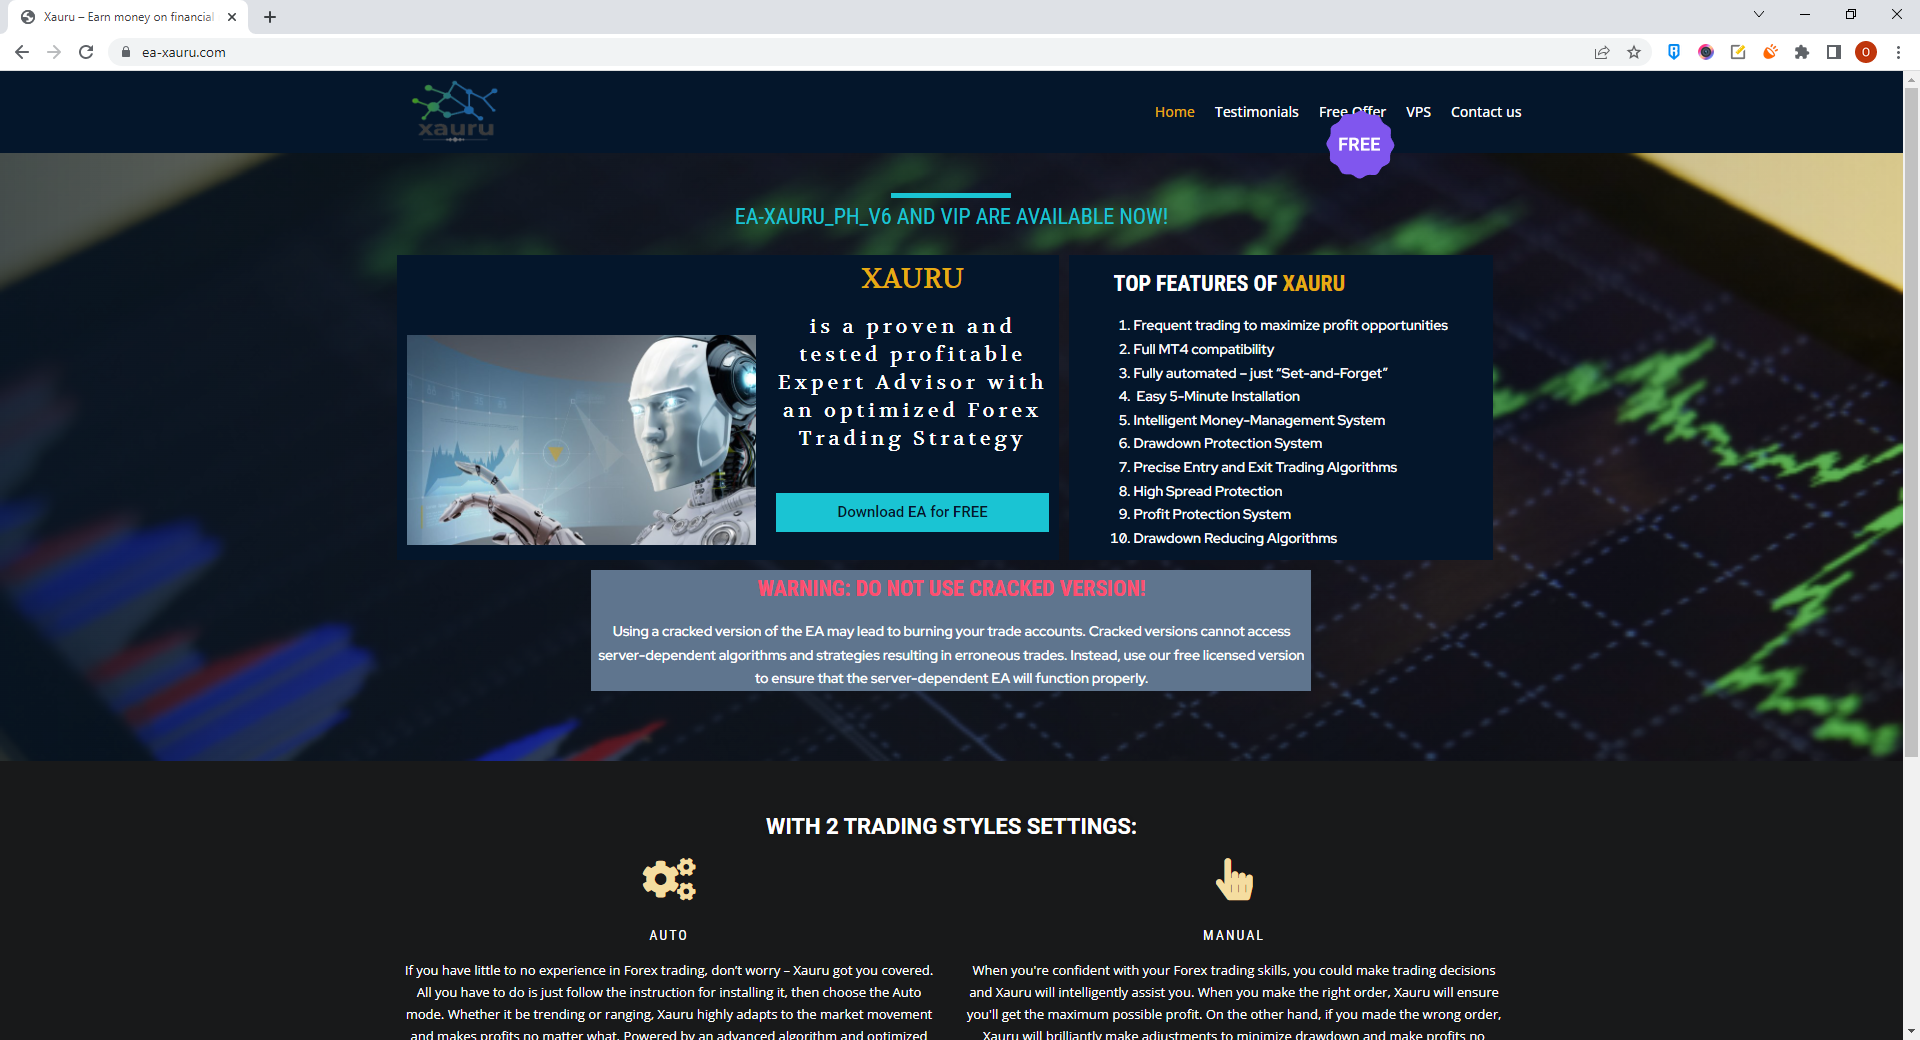 Xauru – Earn money on financial
ea-xauru.com
O
xauru
Home
Testimonials
Free Offer
VPS
Contact us
FREE
EA-XAURU_PH_V6 AND VIP ARE AVAILABLE NOW!
XAURU
is a proven and
tested profitable
Expert Advisor with
an optimized Forex
Trading Strategy
Download EA for FREE
TOP FEATURES OF XAURU
1. Frequent trading to maximize profit opportunities
2. Full MT4 compatibility
3. Fully automated – just “Set-and-Forget”
4. Easy 5-Minute Installation
5. Intelligent Money-Management System
6. Drawdown Protection System
7. Precise Entry and Exit Trading Algorithms
8. High Spread Protection
9. Profit Protection System
10. Drawdown Reducing Algorithms
WARNING: DO NOT USE CRACKED VERSION!
Using a cracked version of the EA may lead to burning your trade accounts. Cracked versions cannot access
server-dependent algorithms and strategies resulting in erroneous trades. Instead, use our free licensed version
to ensure that the server-dependent EA will function properly.
WITH 2 TRADING STYLES SETTINGS:
AUTO
If you have little to no experience in Forex trading, don’t worry – Xauru got you covered.
All you have to do is just follow the instruction for installing it, then choose the Auto
mode. Whether it be trending or ranging, Xauru highly adapts to the market movement
and makes profits no matter what. Powered by an advanced algorithm and optimized
MANUAL
When you're confident with your Forex trading skills, you could make trading decisions
and Xauru will intelligently assist you. When you make the right order, Xauru will ensure
you'll get the maximum possible profit. On the other hand, if you made the wrong order,
Xauru will brilliantly make adjustments to minimize drawdown and make profits no